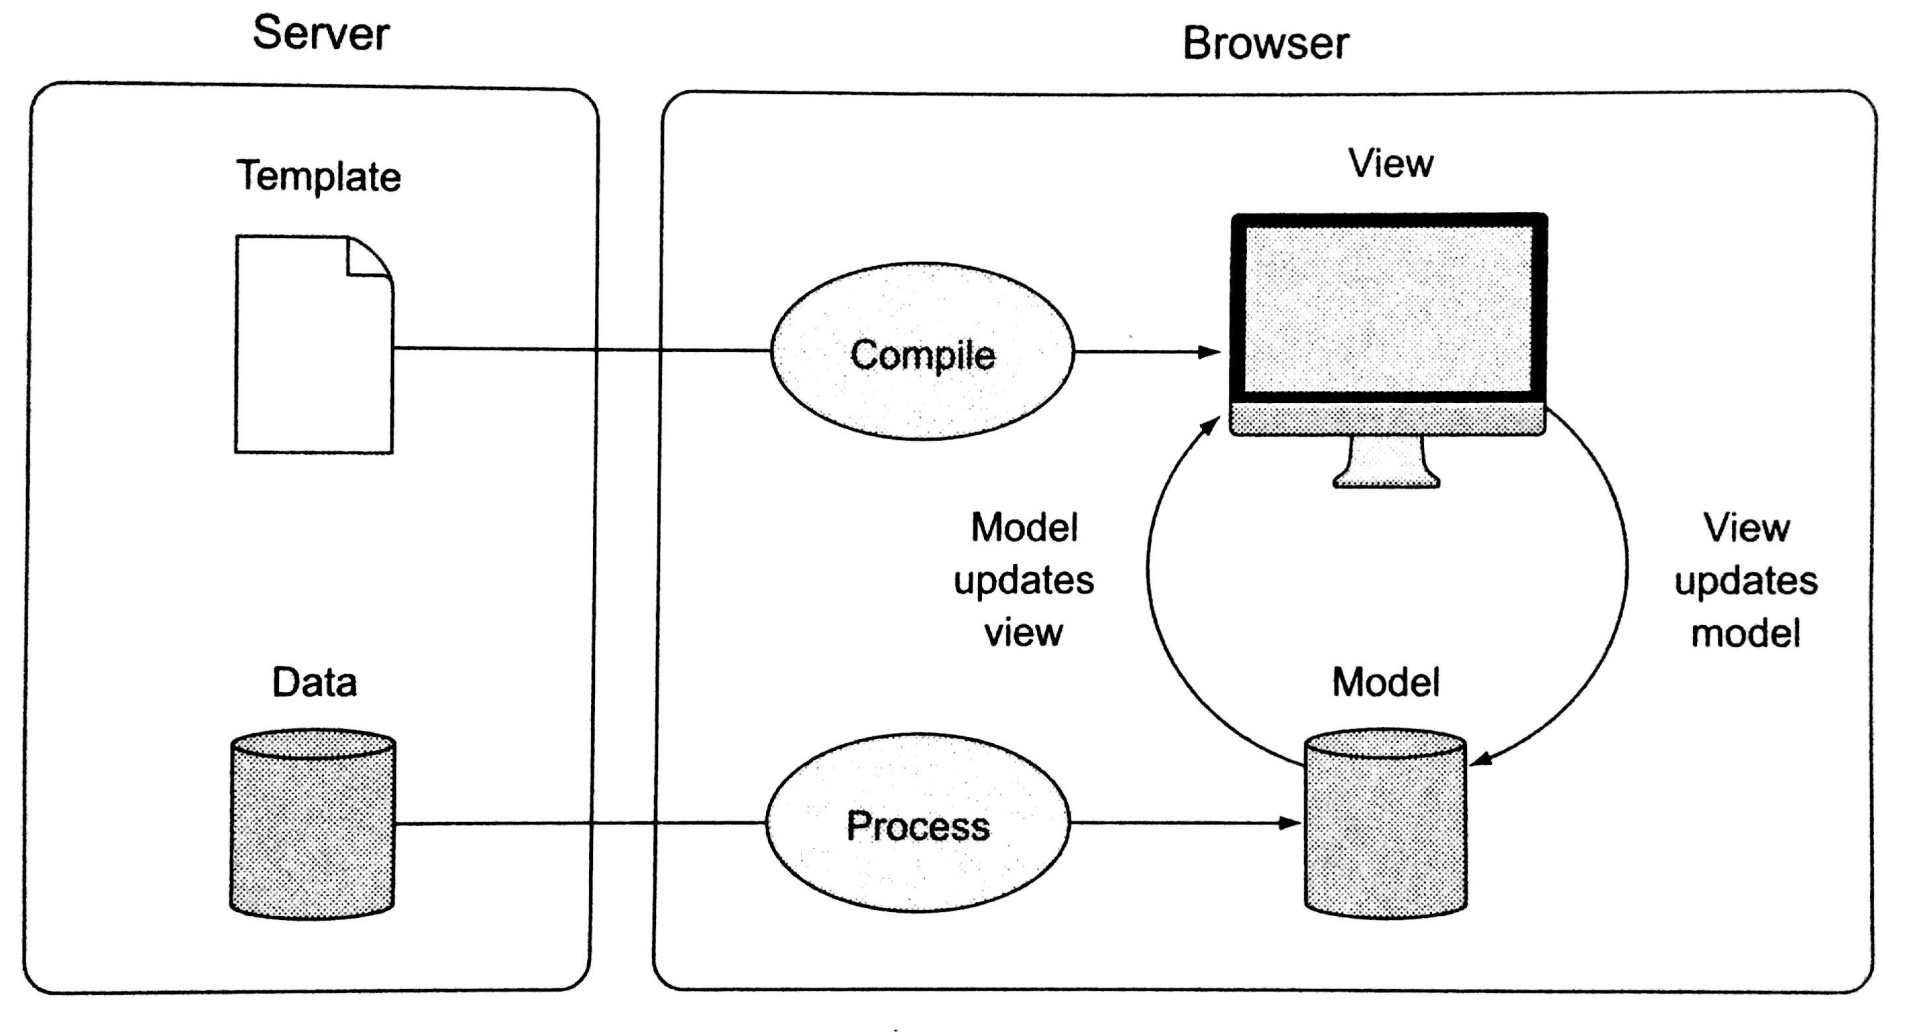 Server
Browser
Template
View
Compile
Model
updates
view
View
updates
model
Data
Model
Process